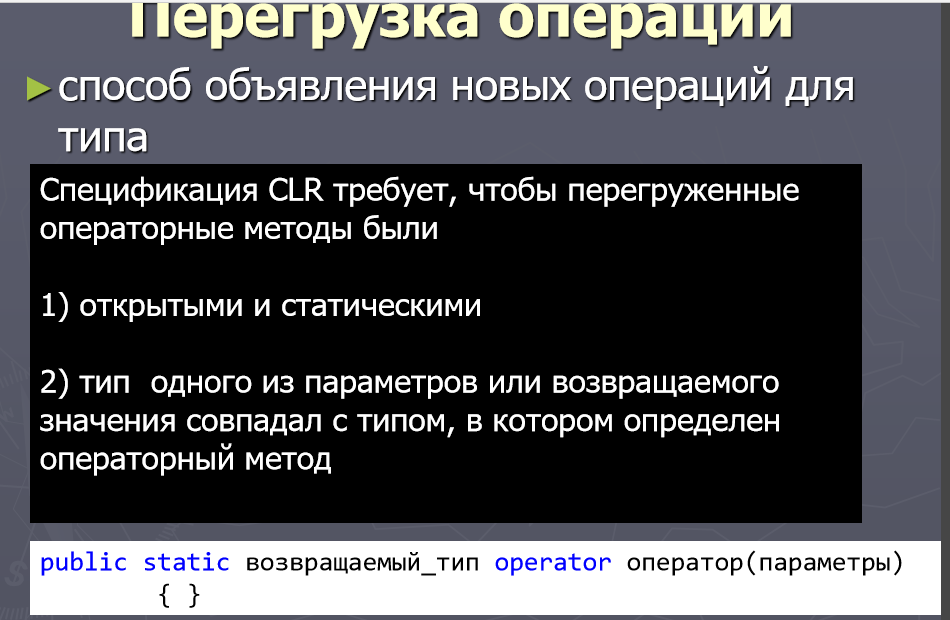 Перегрузка операций
способ объявления новых операций для
типа
Спецификация CLR требует, чтобы перегруженные
операторные методы были
1) открытыми и статическими
2) тип одного из параметров или возвращаемого
значения совпадал с типом, в котором определен
операторный метод
public static возвращаемый_тип operator оператор(параметры)
{ }